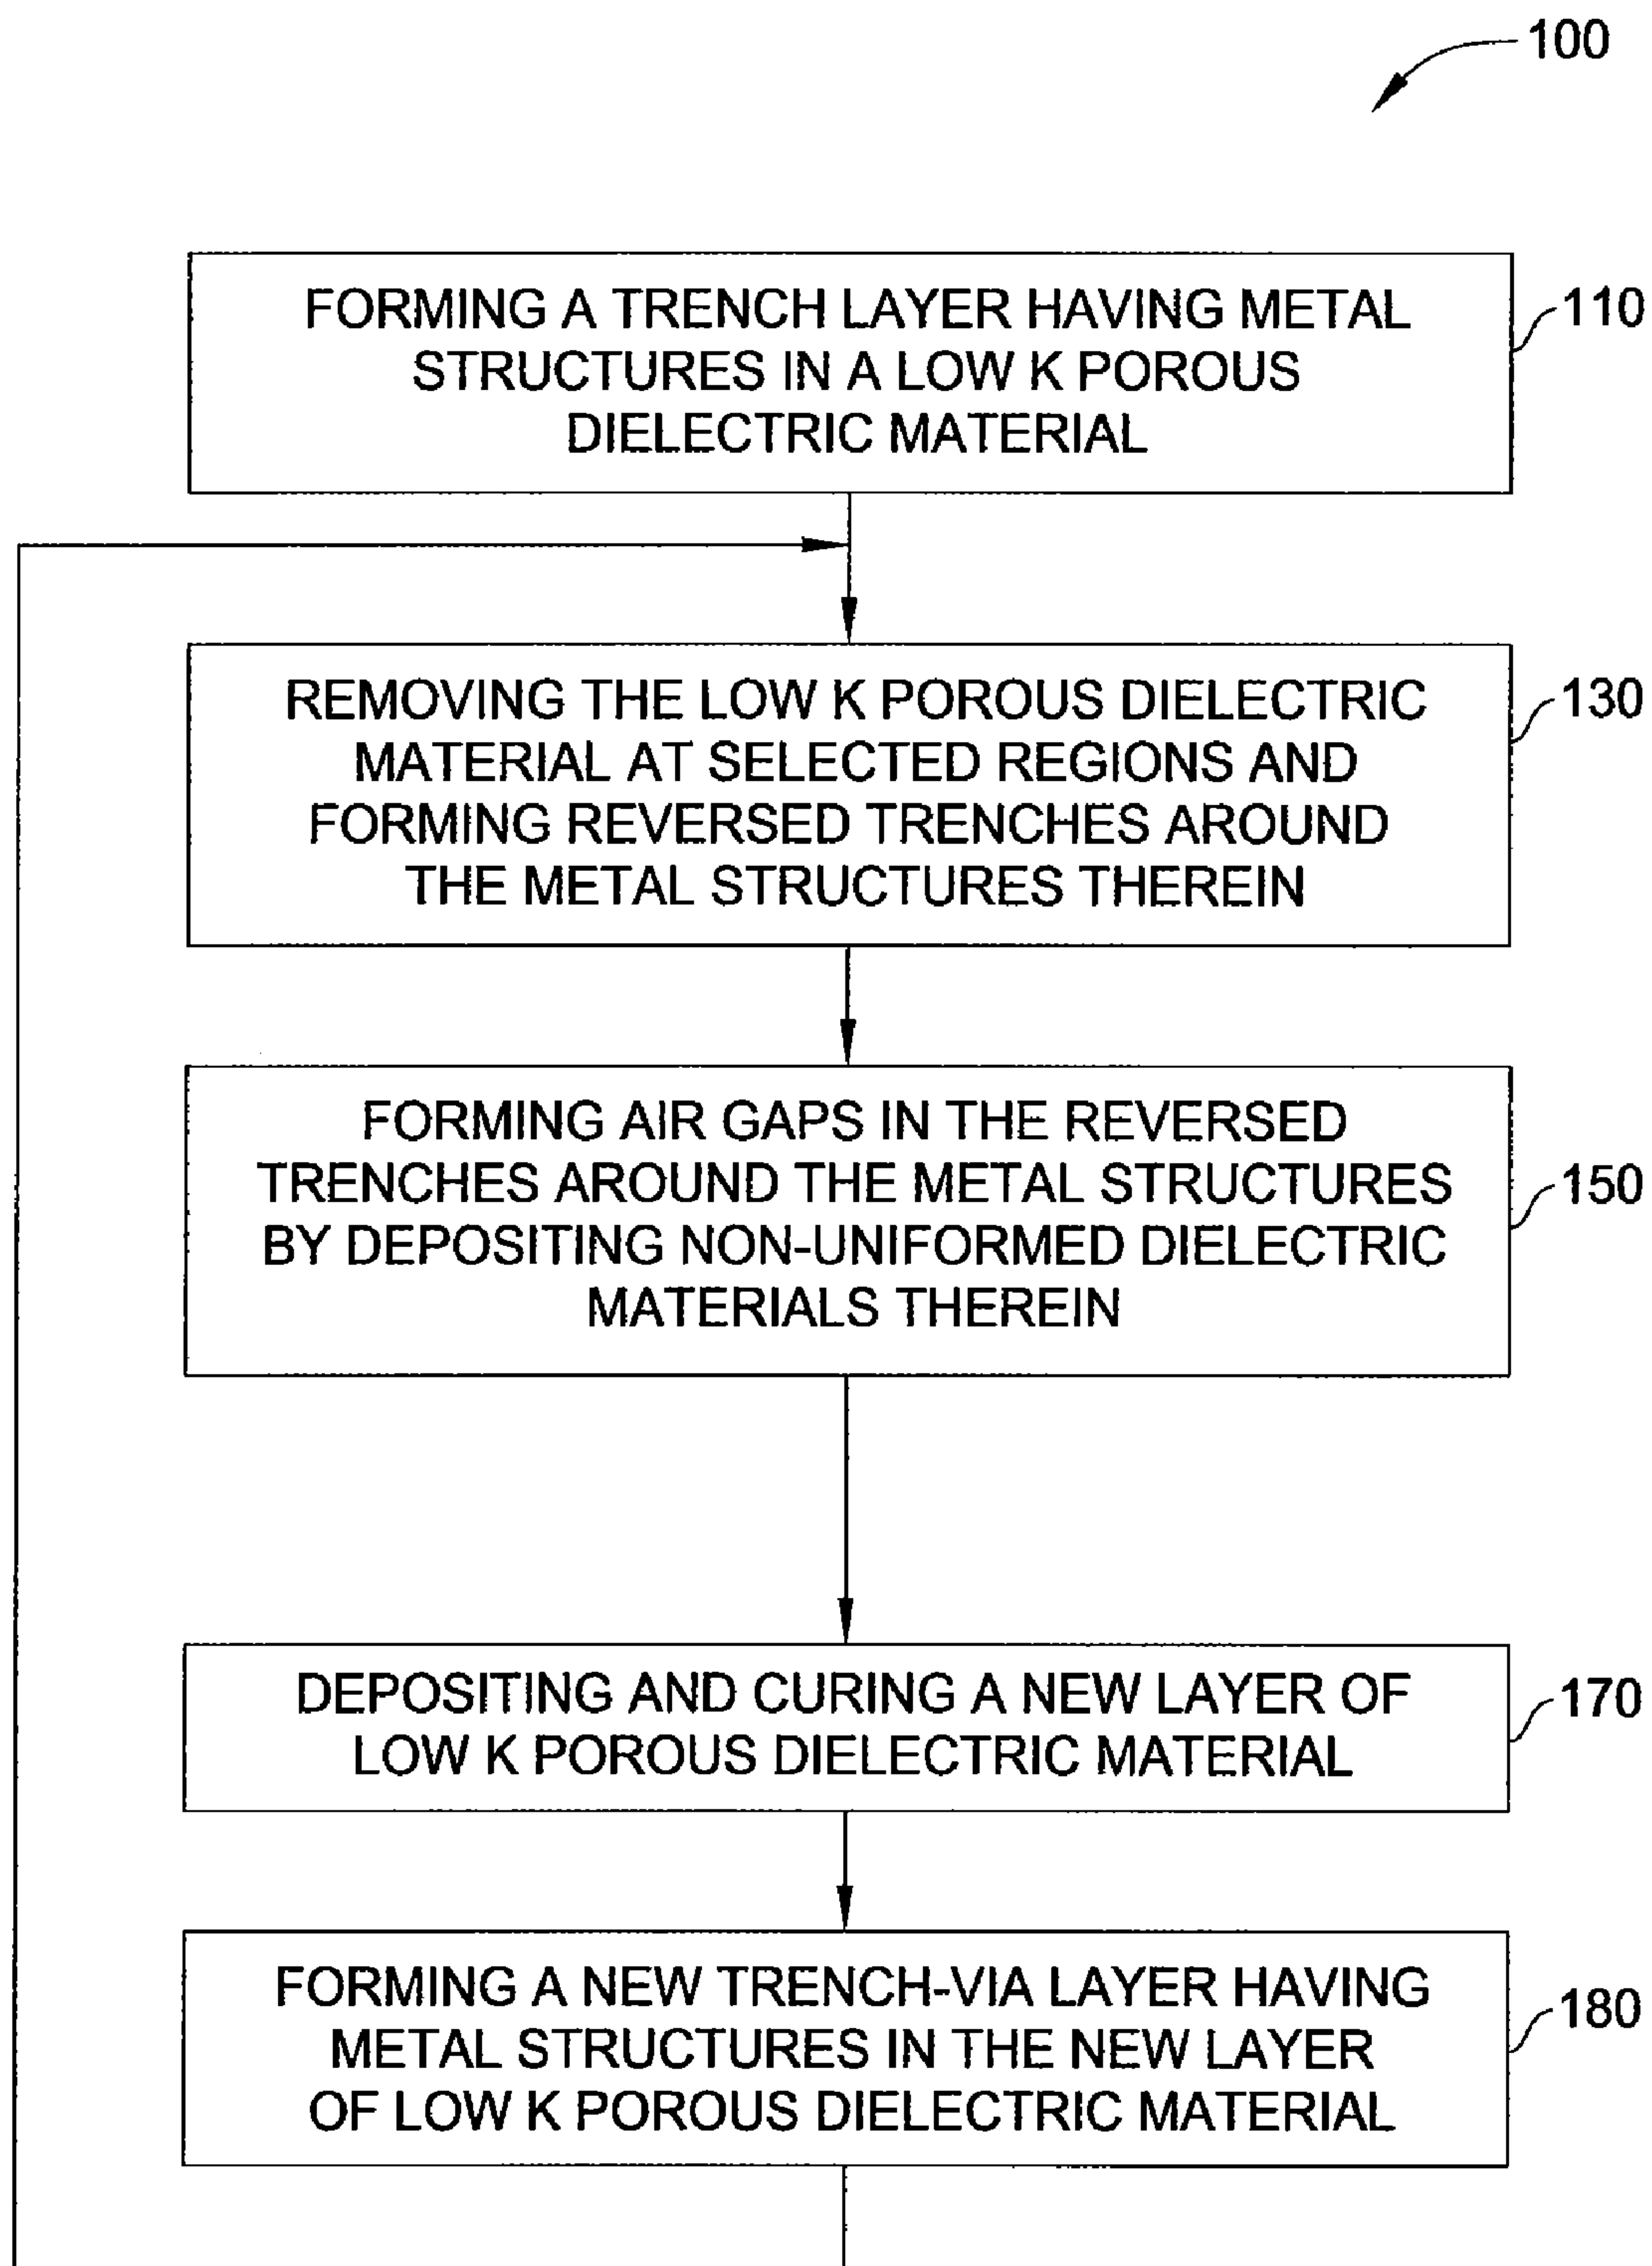 100
FORMING A TRENCH LAYER HAVING METAL
STRUCTURES IN A LOW K POROUS
DIELECTRIC MATERIAL
110
REMOVING THE LOW K POROUS DIELECTRIC
MATERIAL AT SELECTED REGIONS AND
FORMING REVERSED TRENCHES AROUND
THE METAL STRUCTURES THEREIN
130
FORMING AIR GAPS IN THE REVERSED
TRENCHES AROUND THE METAL STRUCTURES
BY DEPOSITING NON-UNIFORMED DIELECTRIC
MATERIALS THEREIN
150
DEPOSITING AND CURING A NEW LAYER OF
LOW K POROUS DIELECTRIC MATERIAL
170
FORMING A NEW TRENCH-VIA LAYER HAVING
METAL STRUCTURES IN THE NEW LAYER
OF LOW K POROUS DIELECTRIC MATERIAL
180